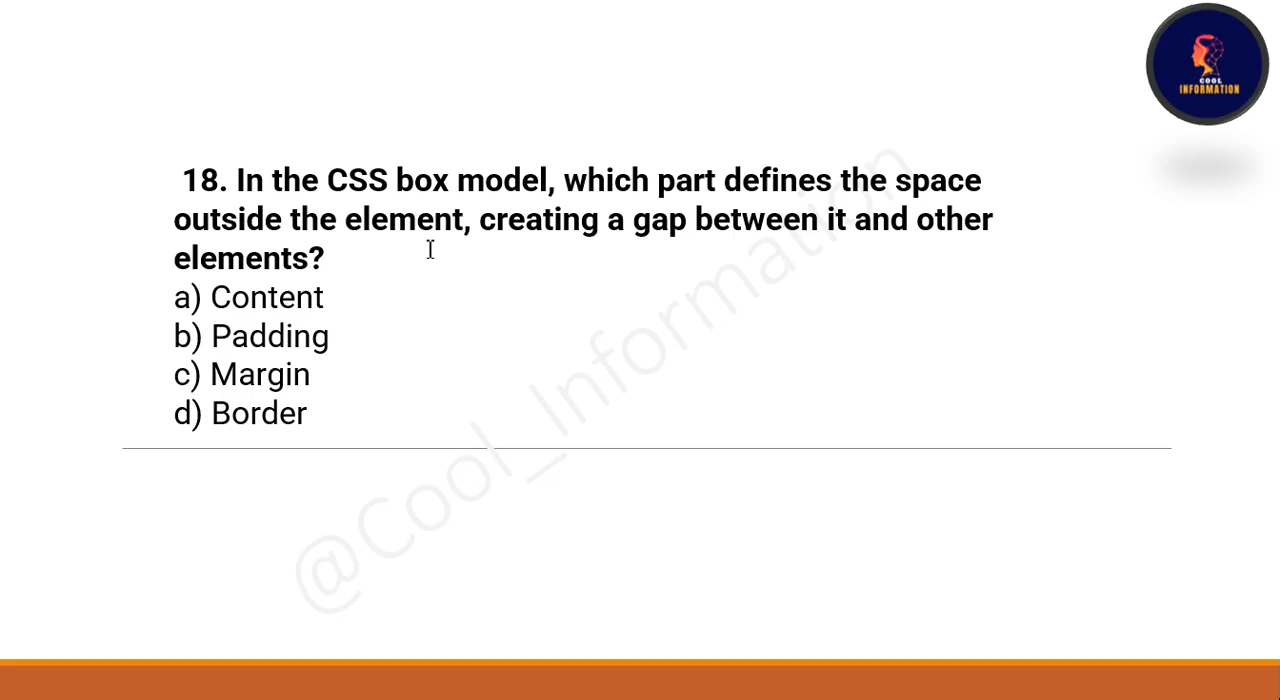 COOL
INFORMATION
18. In the CSS box model, which part defines the space
outside the element, creating a gap between it and other
elements?
a) Content
b) Padding
c) Margin
d) Border
@Cool_Information